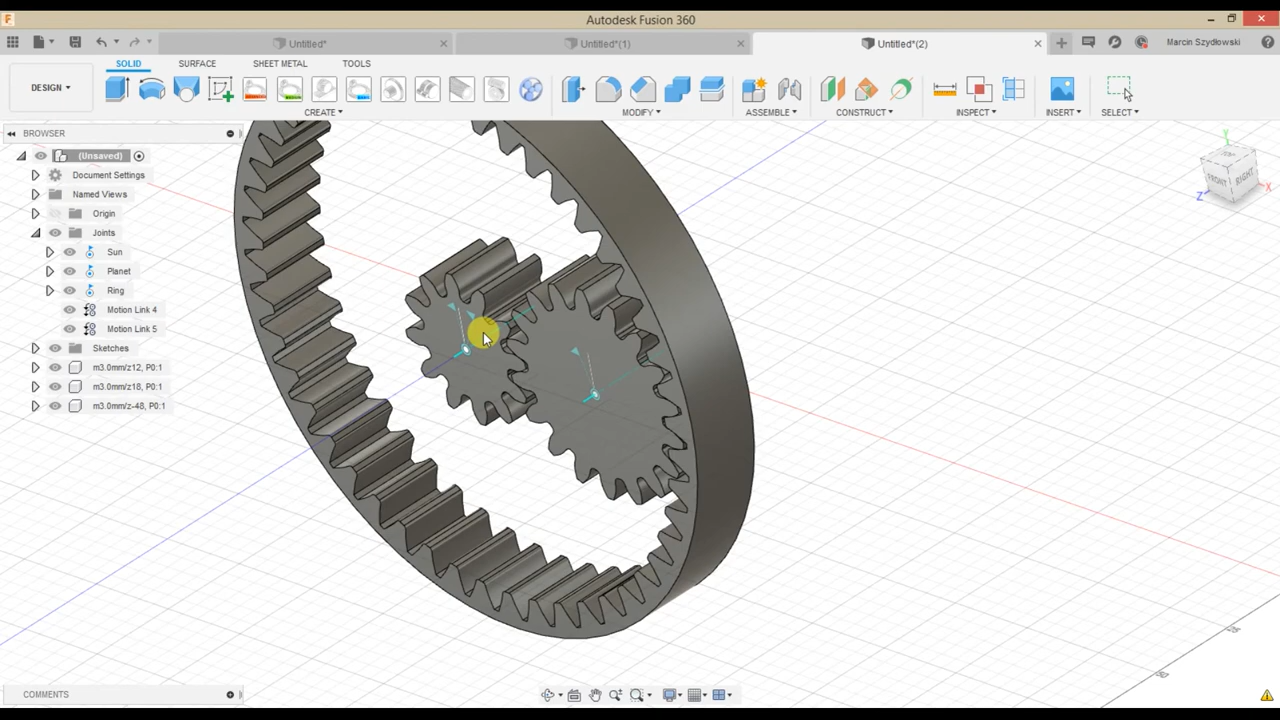 Autodesk Fusion 360
Untitled*
Untitled*(1)
Untitled*(2)
Marcin Szydłowski
DESIGN
SOLID
SURFACE
SHEET METAL
TOOLS
CREATE
MODIFY
ASSEMBLE
CONSTRUCT
INSPECT
INSERT
SELECT
BROWSER
(Unsaved)
Document Settings
Named Views
Origin
Joints
Sun
Planet
Ring
Motion Link 4
Motion Link 5
Sketches
m3.0mm/z12, P0:1
m3.0mm/z18, P0:1
m3.0mm/z-48, P0:1
Y
FRONT
RIGHT
Z
X
COMMENTS